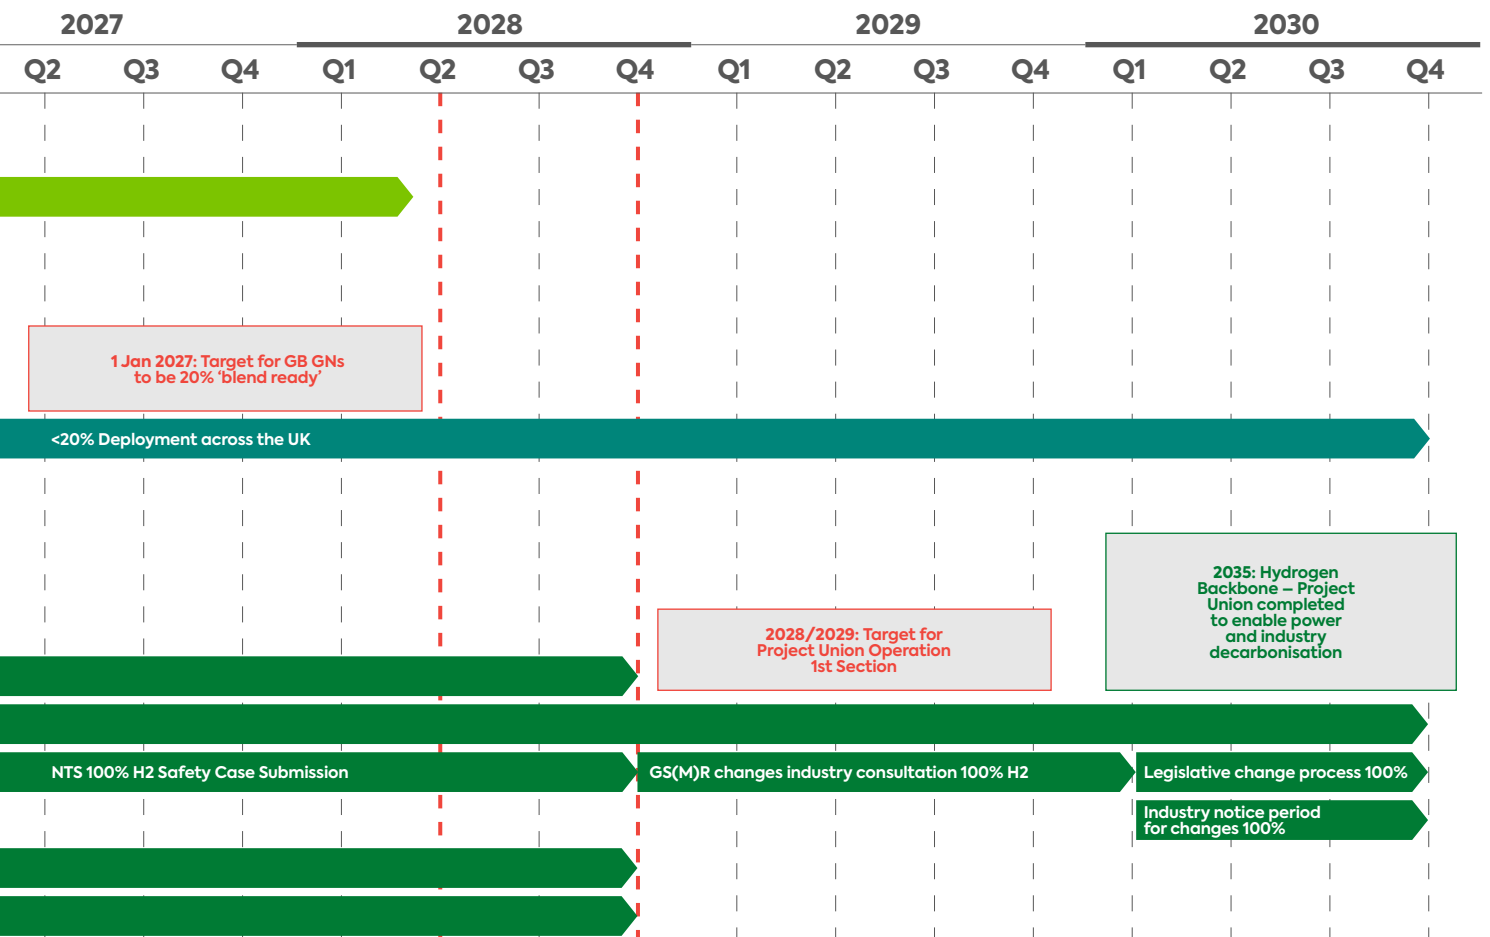 2027 2028 2029 2030
Q2 Q3 Q4 Q1 Q2 Q3 Q4 Q1 Q2 Q3 Q4 Q1 Q2 Q3 Q4
1 Jan 2027: Target for GB GNs
to be 20% ‘blend ready’
<20% Deployment across the UK
2035: Hydrogen
Backbone – Project
Union completed
to enable power
and industry
decarbonisation
2028/2029: Target for
Project Union Operation
1st Section
NTS 100% H2 Safety Case Submission
GS(M)R changes industry consultation 100% H2
Legislative change process 100%
Industry notice period
for changes 100%